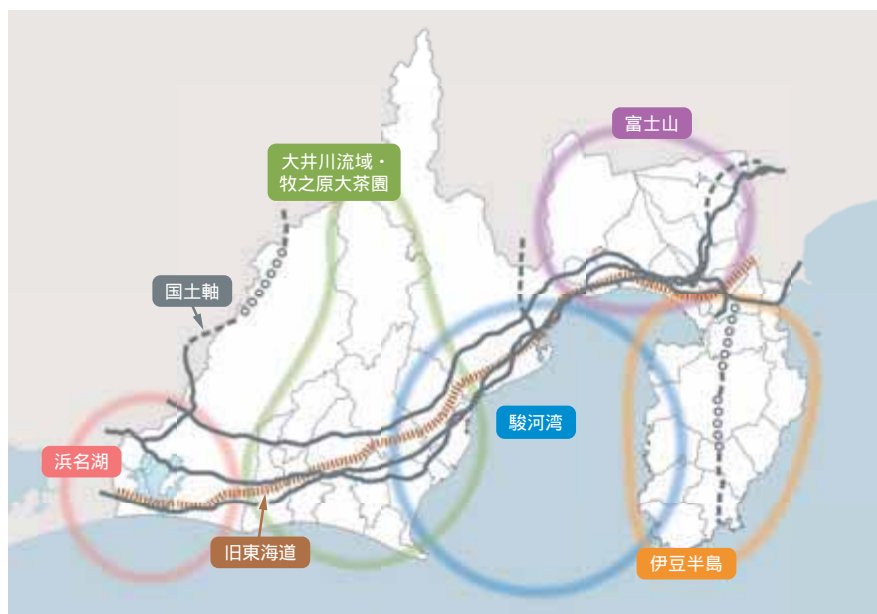 富士山
大井川流域・
牧之原大茶園
国土軸
駿河湾
浜名湖
旧東海道
伊豆半島